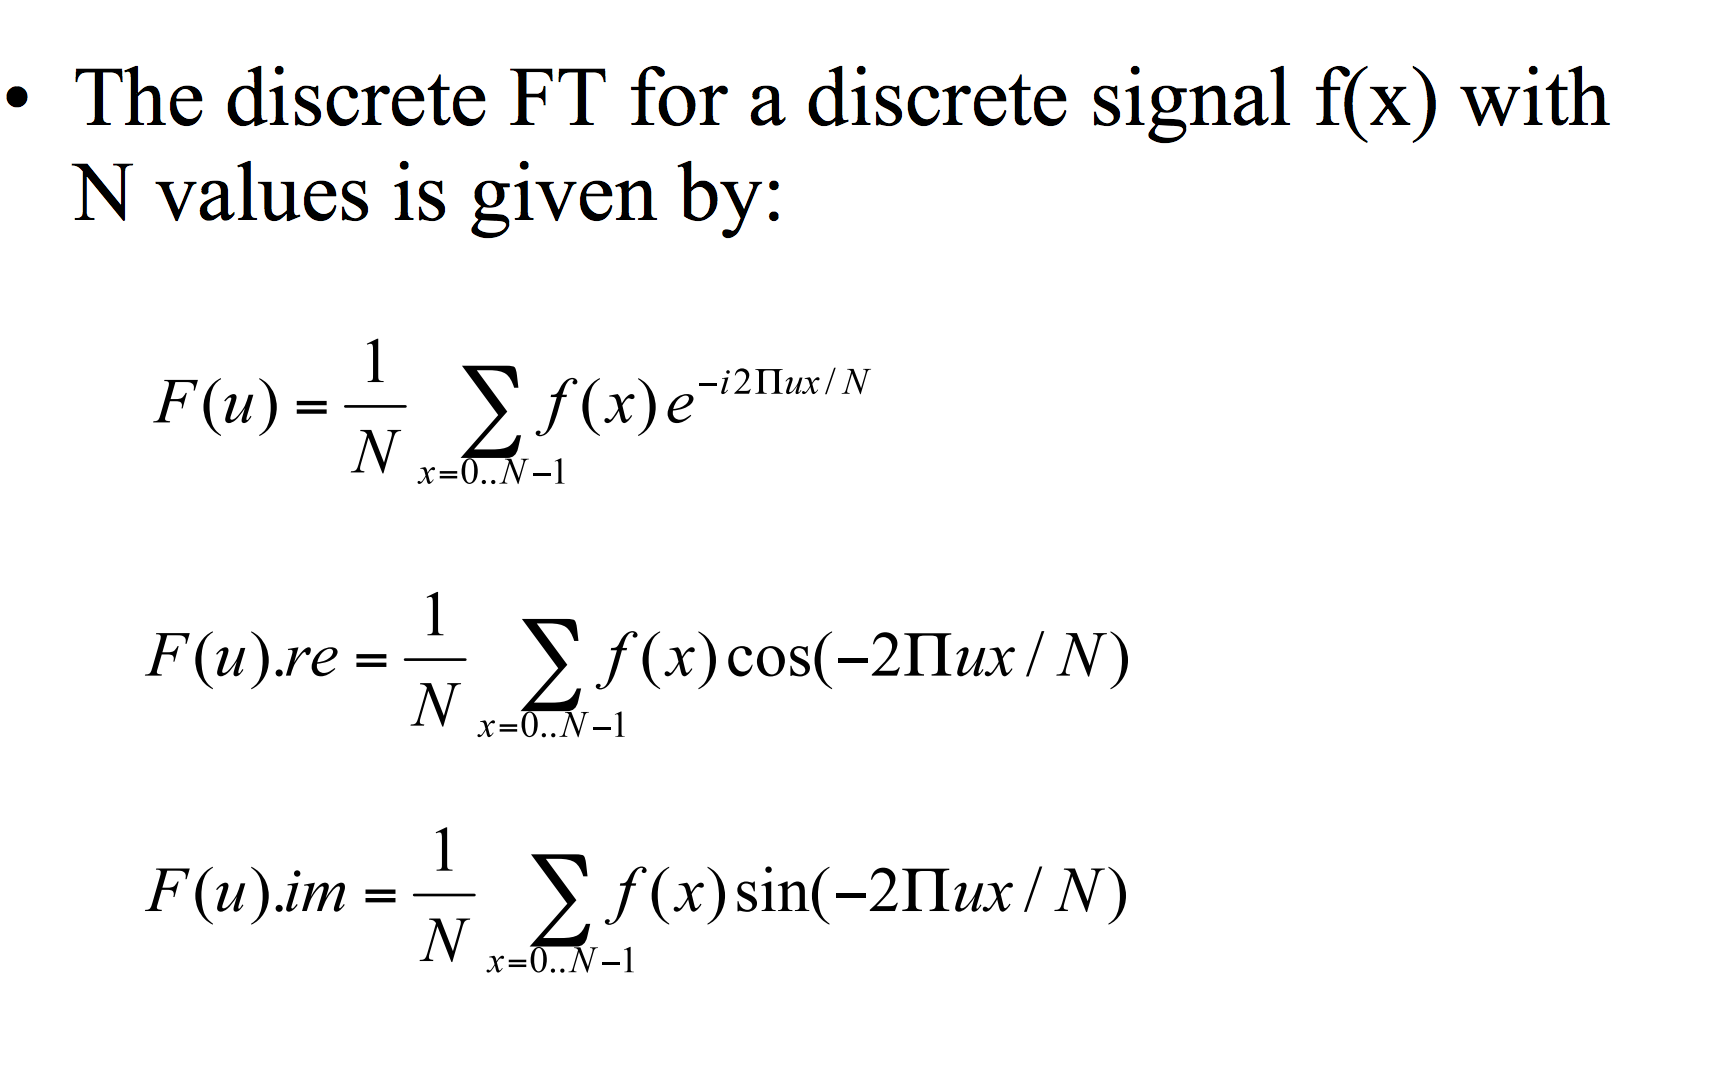 • The discrete FT for a discrete signal f(x) with
N values is given by:
F(u) = 1/N ∑_{x=0..N−1} f(x) e^{−i2Πux/N}
F(u).re = 1/N ∑_{x=0..N−1} f(x) cos(−2Πux/N)
F(u).im = 1/N ∑_{x=0..N−1} f(x) sin(−2Πux/N)